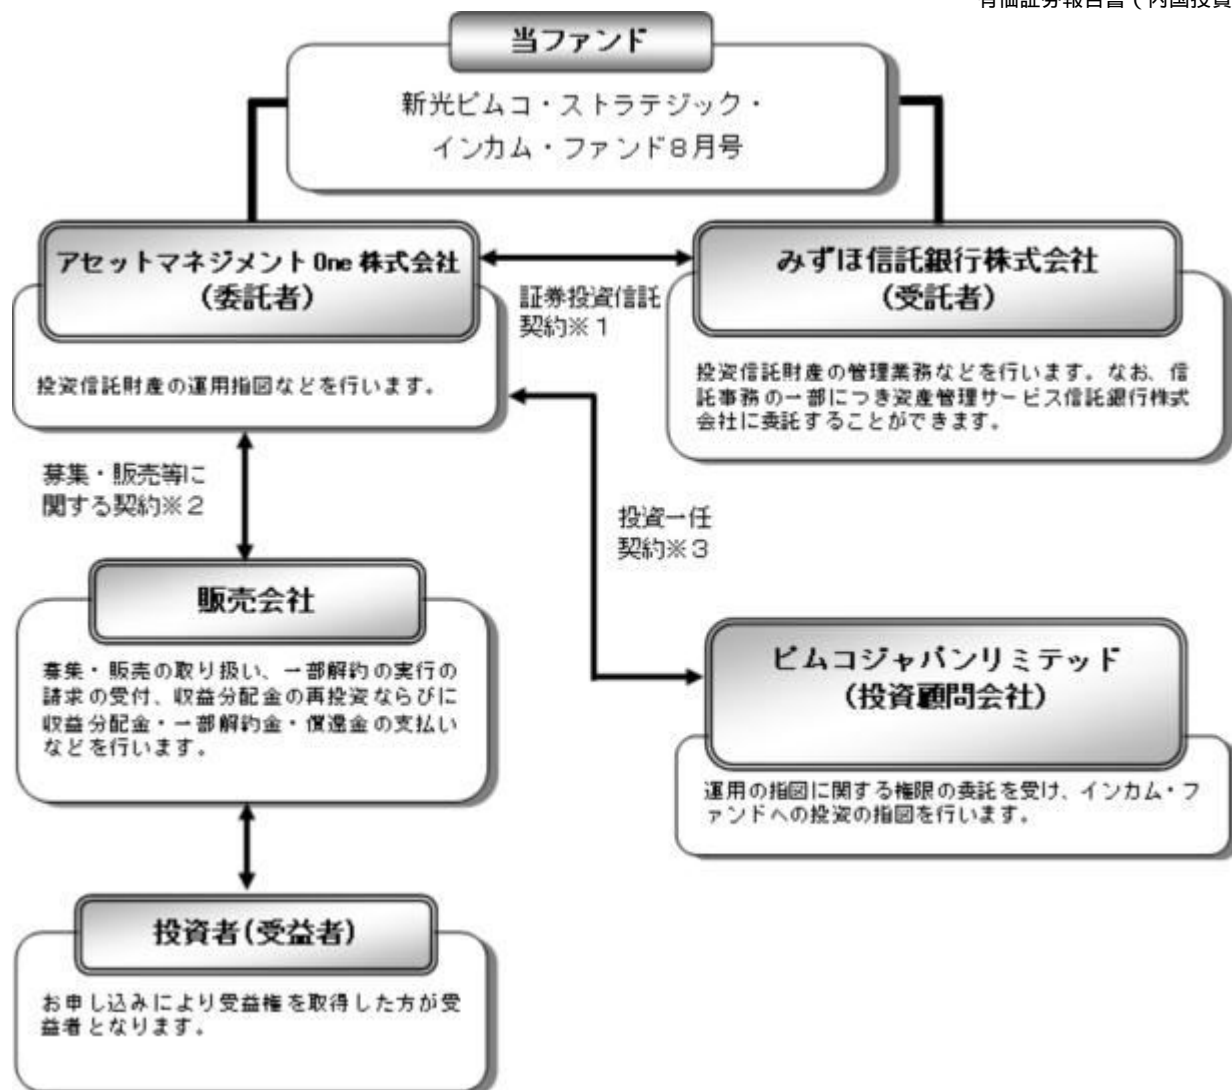 有価証券報告書(内国投資
当ファンド
新光ピムコ・ストラテジック・
インカム・ファンド8月号
アセットマネジメントOne 株式会社
(委託者)
投資信託財産の運用指図などを行います。
証券投資信託
契約※1
みずほ信託銀行株式会社
(受託者)
投資信託財産の管理業務などを行います。なお、信
託事務の一部につき資産管理サービス信託銀行株式
会社に委託することができます。
募集・販売等に
関する契約※2
投資一任
契約※3
販売会社
募集・販売の取り扱い、一部解約の実行の
請求の受付、収益分配金の再投資ならびに
収益分配金・一部解約金・償還金の支払い
などを行います。
ピムコジャパンリミテッド
(投資顧問会社)
運用の指図に関する権限の委託を受け、インカム・フ
ァンドへの投資の指図を行います。
投資者(受益者)
お申し込みにより受益権を取得した方が受
益者となります。